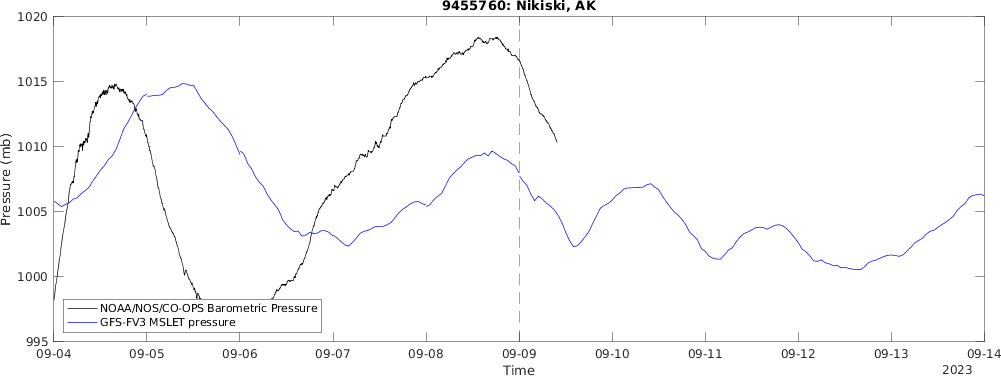 9455760: Nikiski, AK
1020
1015
1010
1005
1000
995
Pressure (mb)
NOAA/NOS/CO-OPS Barometric Pressure
GFS-FV3 MSLET pressure
09-04 09-05 09-06 09-07 09-08 09-09 09-10 09-11 09-12 09-13 09-14
Time
2023